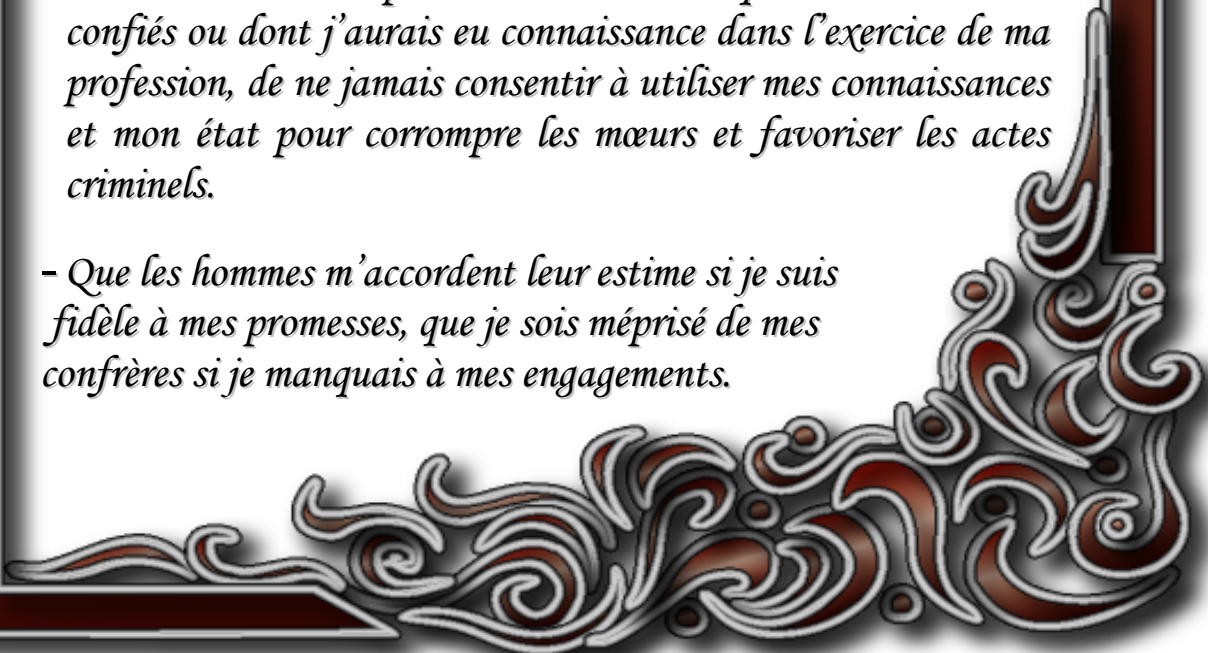 confiés ou dont j’aurais eu connaissance dans l’exercice de ma
profession, de ne jamais consentir à utiliser mes connaissances
et mon état pour corrompre les mœurs et favoriser les actes
criminels.
- Que les hommes m’accordent leur estime si je suis
fidèle à mes promesses, que je sois méprisé de mes
confrères si je manquais à mes engagements.